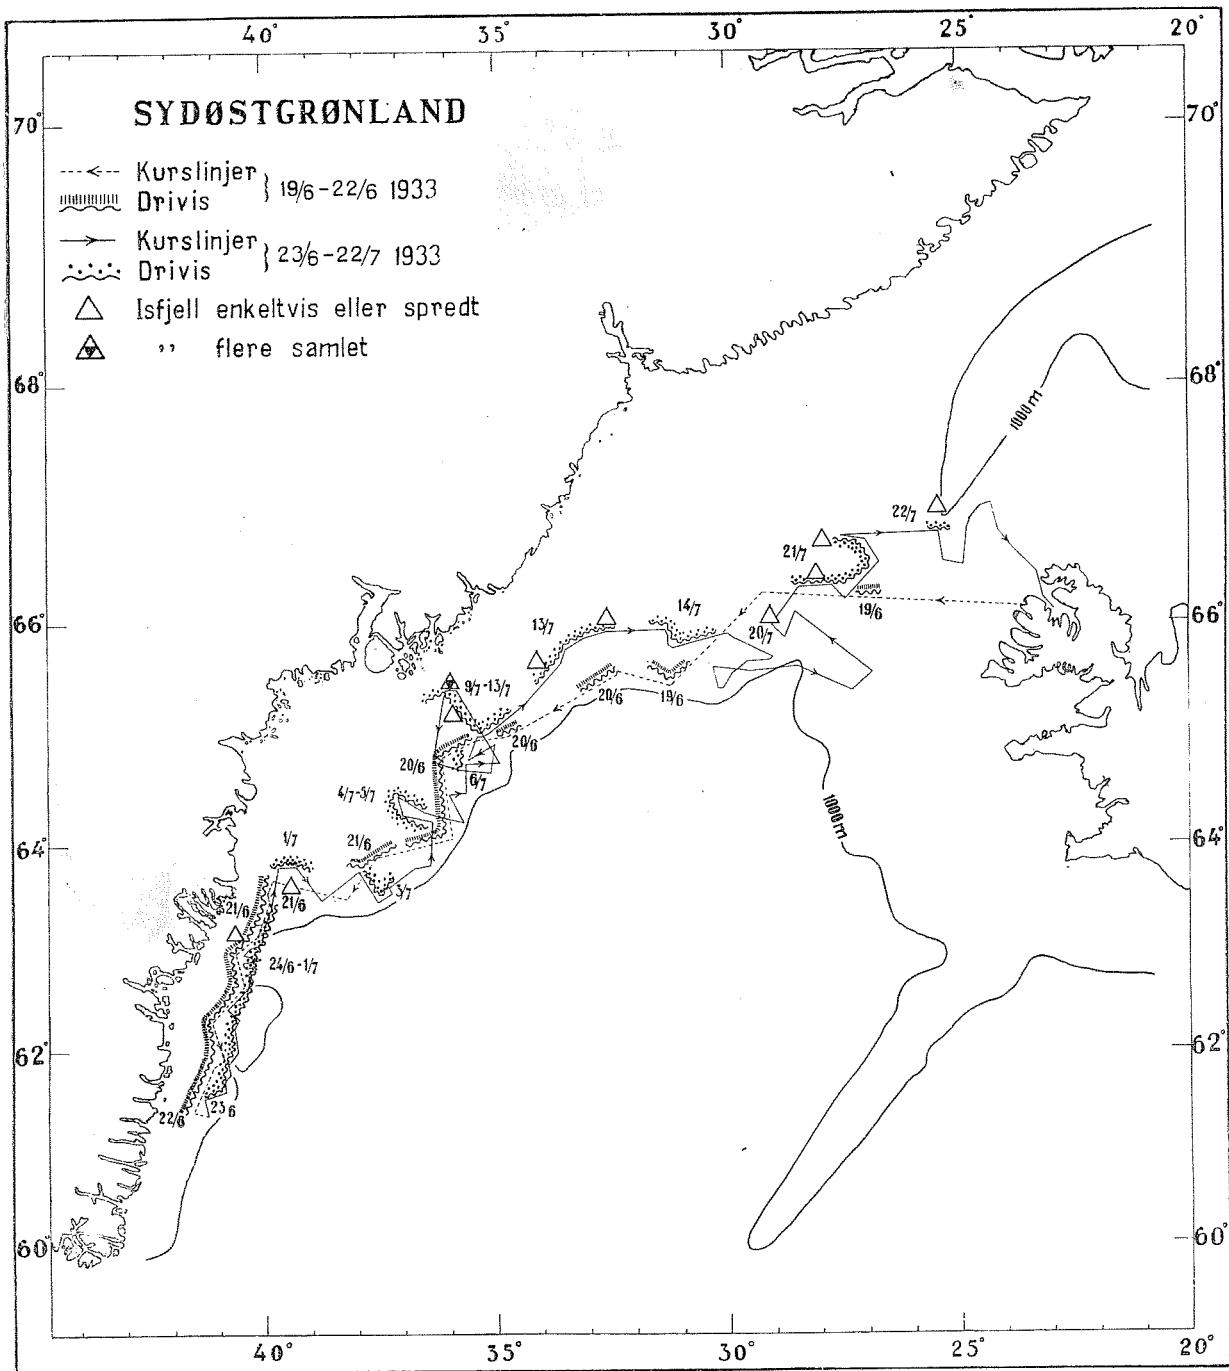 40° 35° 30° 25° 20°
SYDØSTGRØNLAND
70° 70°
Kurslinjer
Drivis } 19/6-22/6 1933
Kurslinjer
Drivis } 23/6-22/7 1933
Isfjell enkeltvis eller spredt
,, flere samlet
68° 68°
1000m
22/7
21/7
19/6
66° 66°
14/7
13/7
20/7
9/7-13/7
20/6 19/6
20/6
20/6
6/7
4/7-5/7
1000m
64° 64°
1/7 21/6
3/7
21/6 21/6
24/6-1/7
62° 62°
22/6 23 6
60° 60°
40° 35° 30° 25° 20°